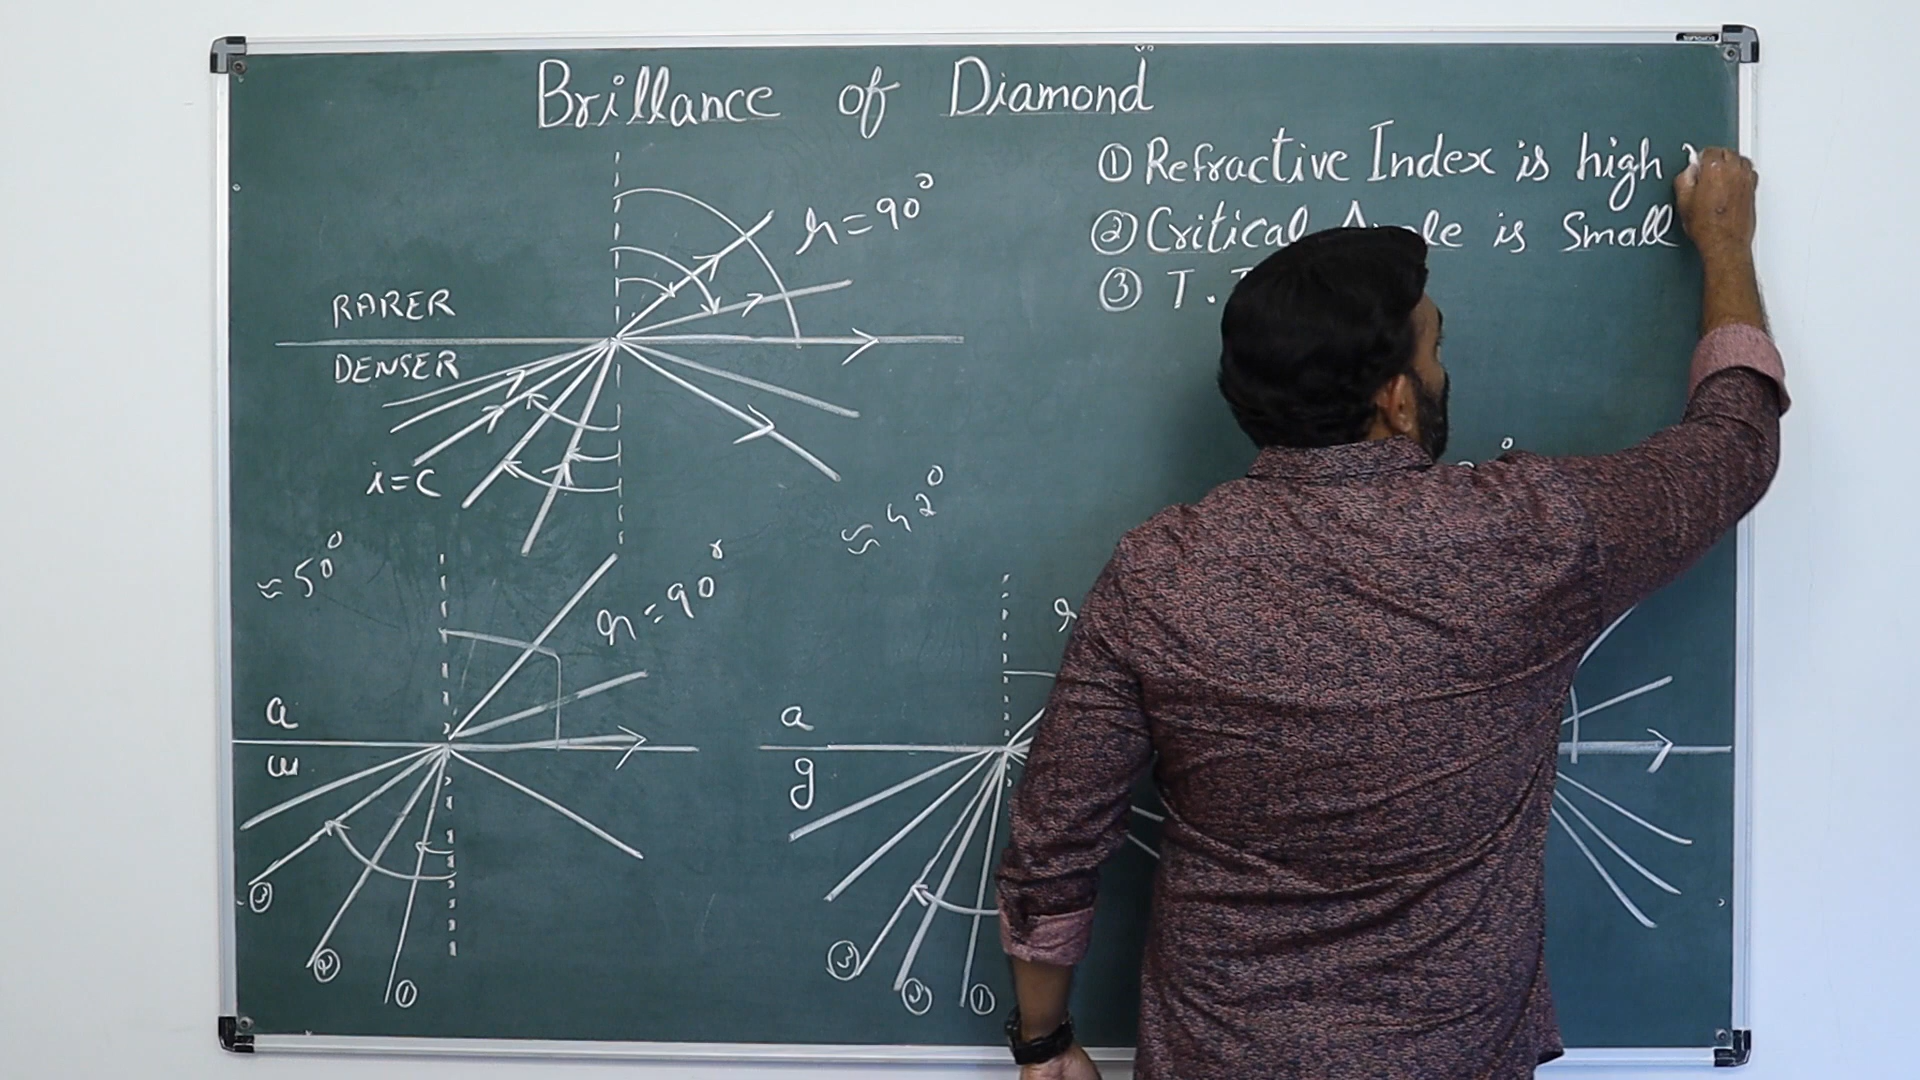 Brillance of Diamond
① Refractive Index is high
② Critical is small
③ T.
r=90°
RARER
DENSER
i=c
≈50°
r=90°
≈42°
a
w
③
②
①
a
g
③
②
①